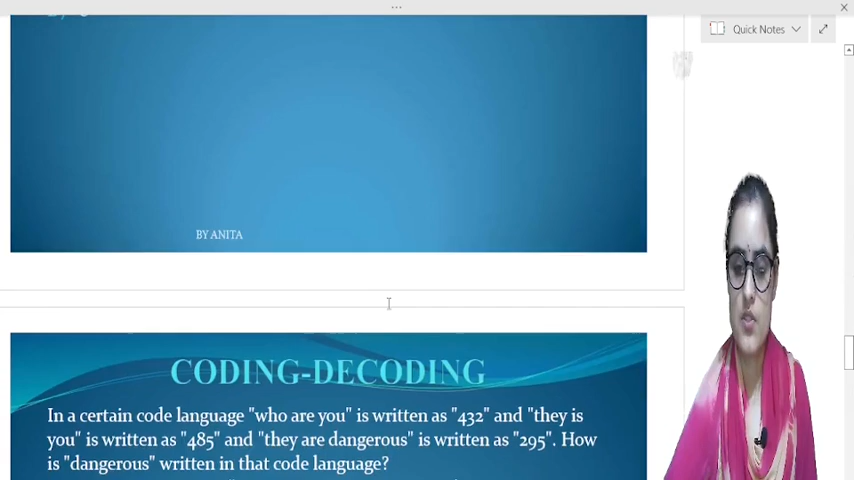 Quick Notes
BY ANITA
CODING-DECODING
In a certain code language "who are you" is written as "432" and "they is
you" is written as "485" and "they are dangerous" is written as "295". How
is "dangerous" written in that code language?